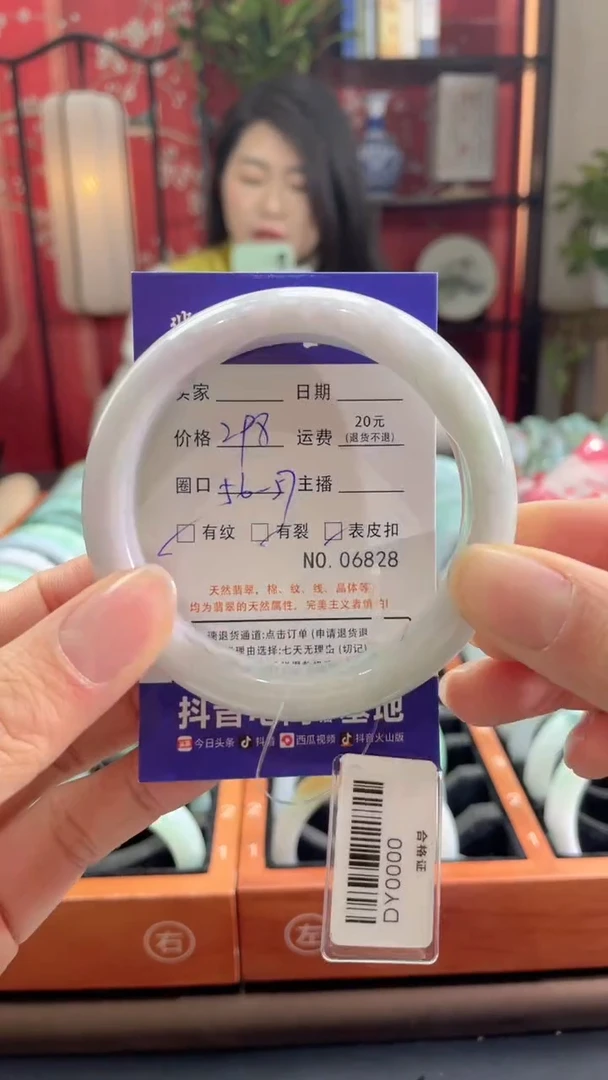 家 日期
价格 298 运费 20元
(退货不退)
圈口 56-57 主播
有纹 有裂 表皮扣
NO. 06828
天然翡翠，棉、纹、线、晶体等
均为翡翠的天然属性，完美主义者慎拍!
速退货通道:点击订单 (申请退货退
理由选择:七天无理由 (切记)
抖音 基地
今日头条 抖音 西瓜视频 抖音火山版
合格证
DY0000
右
左